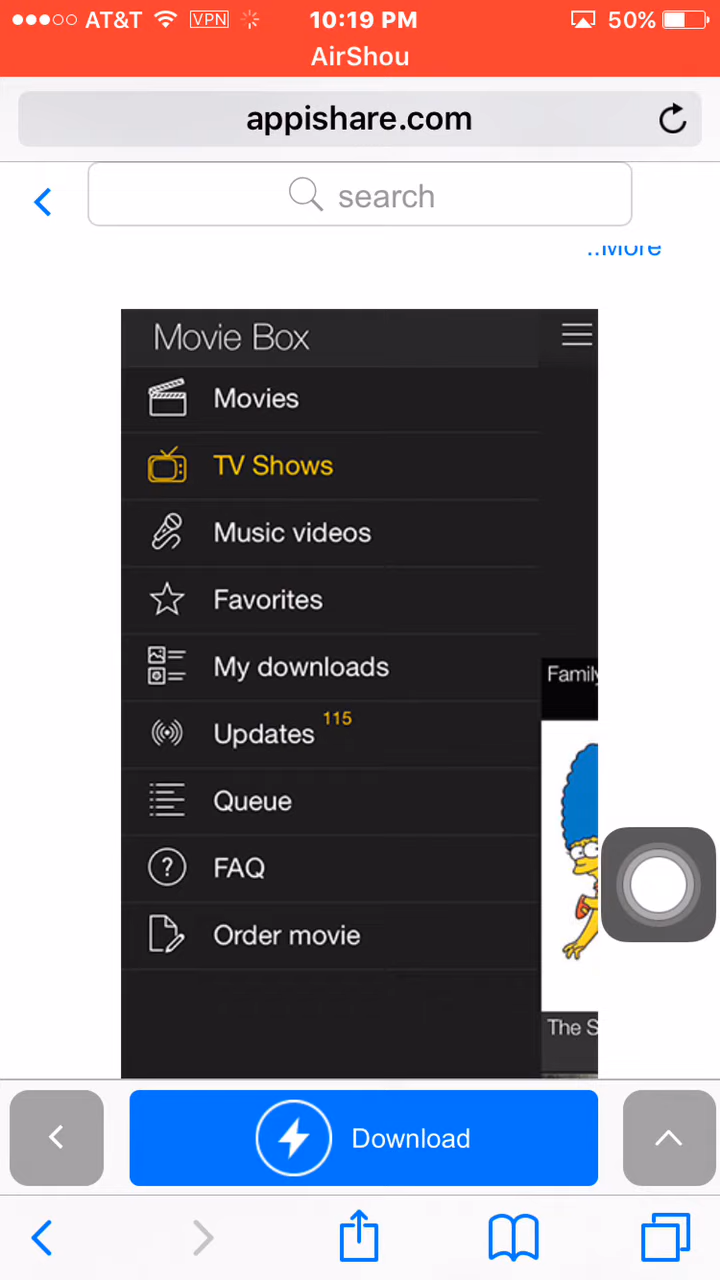 AT&T VPN 10:19 PM 50%
AirShou
appishare.com
search
..More
Movie Box
Movies
TV Shows
Music videos
Favorites
My downloads
Family
Updates 115
Queue
FAQ
Order movie
The S
Download